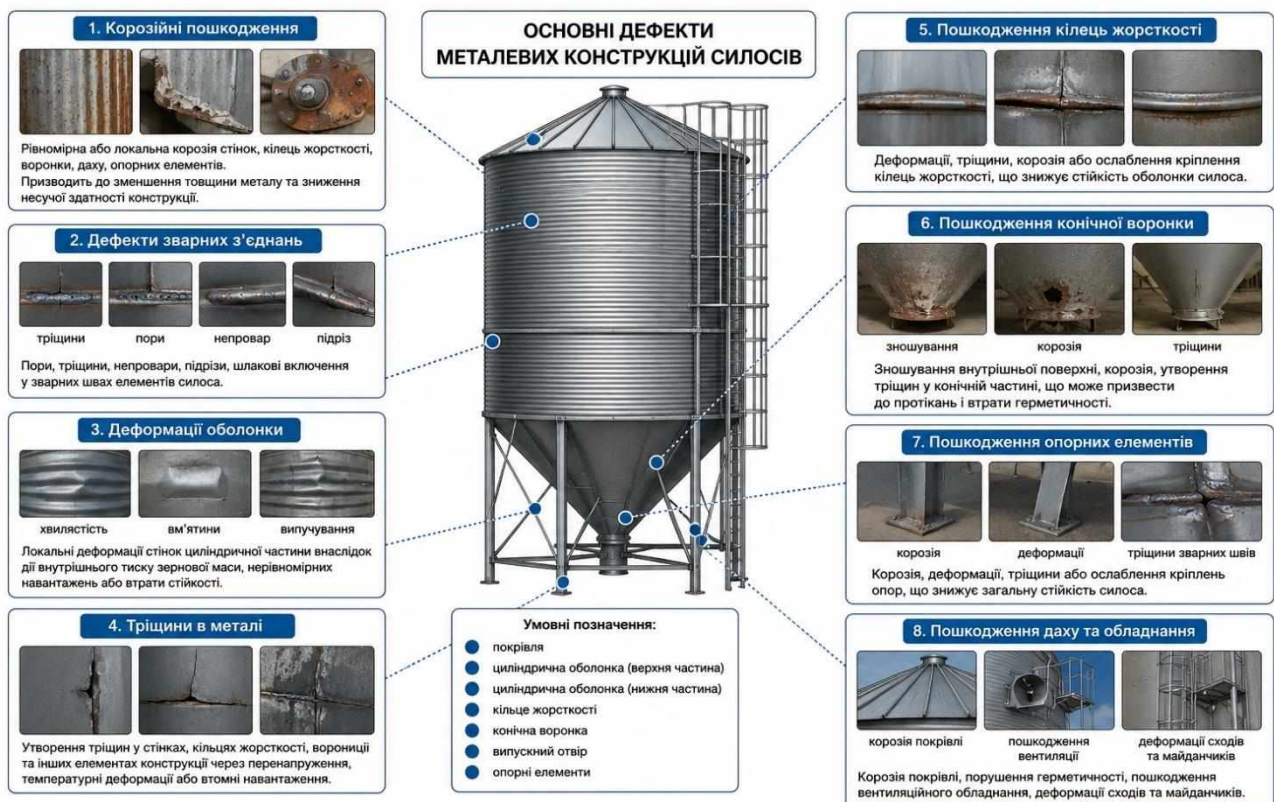 ОСНОВНІ ДЕФЕКТИ
МЕТАЛЕВИХ КОНСТРУКЦІЙ СИЛОСІВ
1. Корозійні пошкодження
Рівномірна або локальна корозія стінок, кілець жорсткості,
воронки, даху, опорних елементів.
Призводить до зменшення товщини металу та зниження
несучої здатності конструкції.
2. Дефекти зварних з’єднань
тріщини
пори
непровар
підріз
Пори, тріщини, непровари, підрізи, шлакові включення
у зварних швах елементів силоса.
3. Деформації оболонки
хвилястість
вм'ятини
випучування
Локальні деформації стінок циліндричної частини внаслідок
дії внутрішнього тиску зернової маси, нерівномірних
навантажень або втрати стійкості.
4. Тріщини в металі
Утворення тріщин у стінках, кільцях жорсткості, ворониції
та інших елементах конструкції через перенапруження,
температурні деформації або втомні навантаження.
Умовні позначення:
покрівля
циліндрична оболонка (верхня частина)
циліндрична оболонка (нижня частина)
кільце жорсткості
конічна воронка
випускний отвір
опорні елементи
5. Пошкодження кілець жорсткості
Деформації, тріщини, корозія або ослаблення кріплення
кілець жорсткості, що знижує стійкість оболонки силоса.
6. Пошкодження конічної воронки
зношування
корозія
тріщини
Зношування внутрішньої поверхні, корозія, утворення
тріщин у конічній частині, що може призвести
до протікань і втрати герметичності.
7. Пошкодження опорних елементів
корозія
деформації
тріщини зварних швів
Корозія, деформації, тріщини або ослаблення кріплень
опор, що знижує загальну стійкість силоса.
8. Пошкодження даху та обладнання
корозія покрівлі
пошкодження
вентиляції
деформації сходів
та майданчиків
Корозія покрівлі, порушення герметичності, пошкодження
вентиляційного обладнання, деформації сходів та майданчиків.